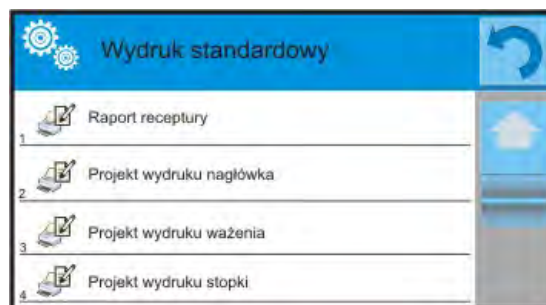 Wydruk standardowy
1 Raport receptury
2 Projekt wydruku nagłówka
3 Projekt wydruku ważenia
4 Projekt wydruku stopki